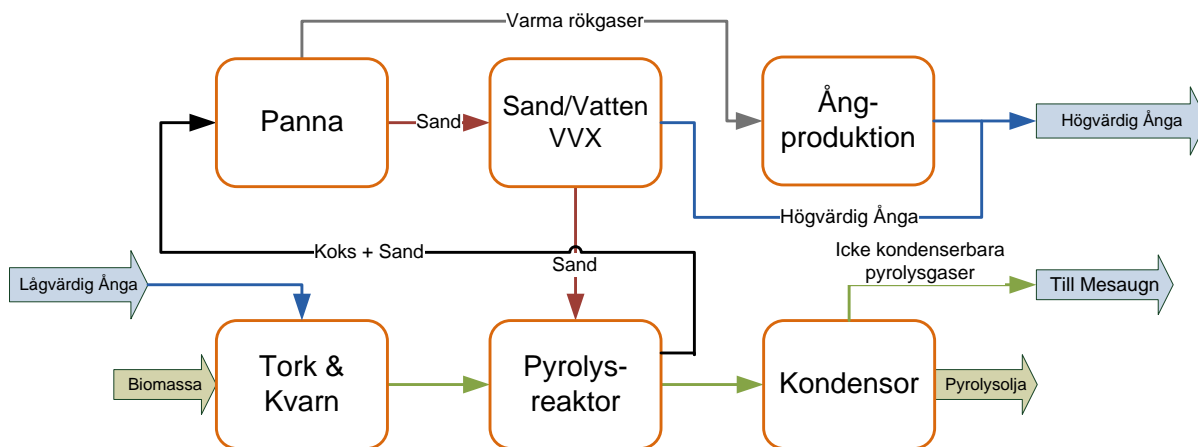 Varma rökgaser
Panna
Sand
Sand/Vatten
VVX
Ång-
produktion
Högvärdig Ånga
Högvärdig Ånga
Koks + Sand
Sand
Icke kondenserbara
pyrolysgaser
Lågvärdig Ånga
Till Mesaugn
Biomassa
Tork &
Kvarn
Pyrolys-
reaktor
Kondensor
Pyrolysolja